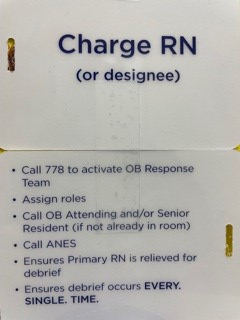 Charge RN
(or designee)
• Call 778 to activate OB Response
Team
• Assign roles
• Call OB Attending and/or Senior
Resident (if not already in room)
• Call ANES
• Ensures Primary RN is relieved for
debrief
• Ensures debrief occurs EVERY.
SINGLE. TIME.